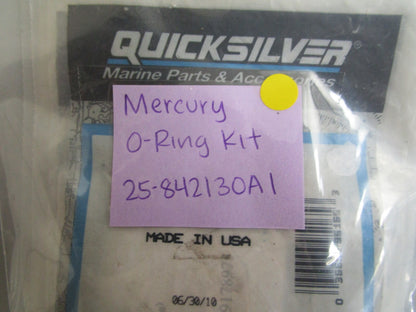 QUICKSILVER
Marine Parts & Accessories
Mercury
O-Ring Kit
25-842130A1
MADE IN USA
06/30/10